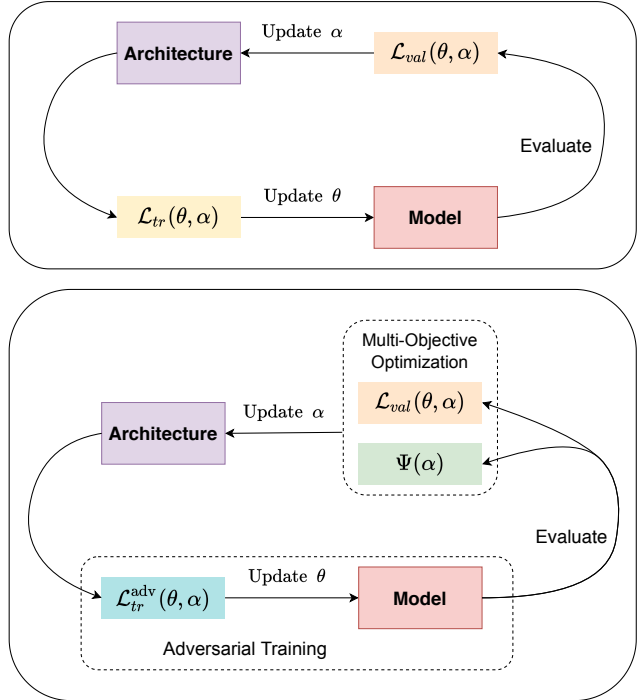 Architecture
Update α
ℒ_val(θ, α)
Evaluate
ℒ_tr(θ, α)
Update θ
Model
Multi-Objective
Optimization
ℒ_val(θ, α)
Update α
Architecture
Ψ(α)
Evaluate
ℒ_tr^adv(θ, α)
Update θ
Model
Adversarial Training